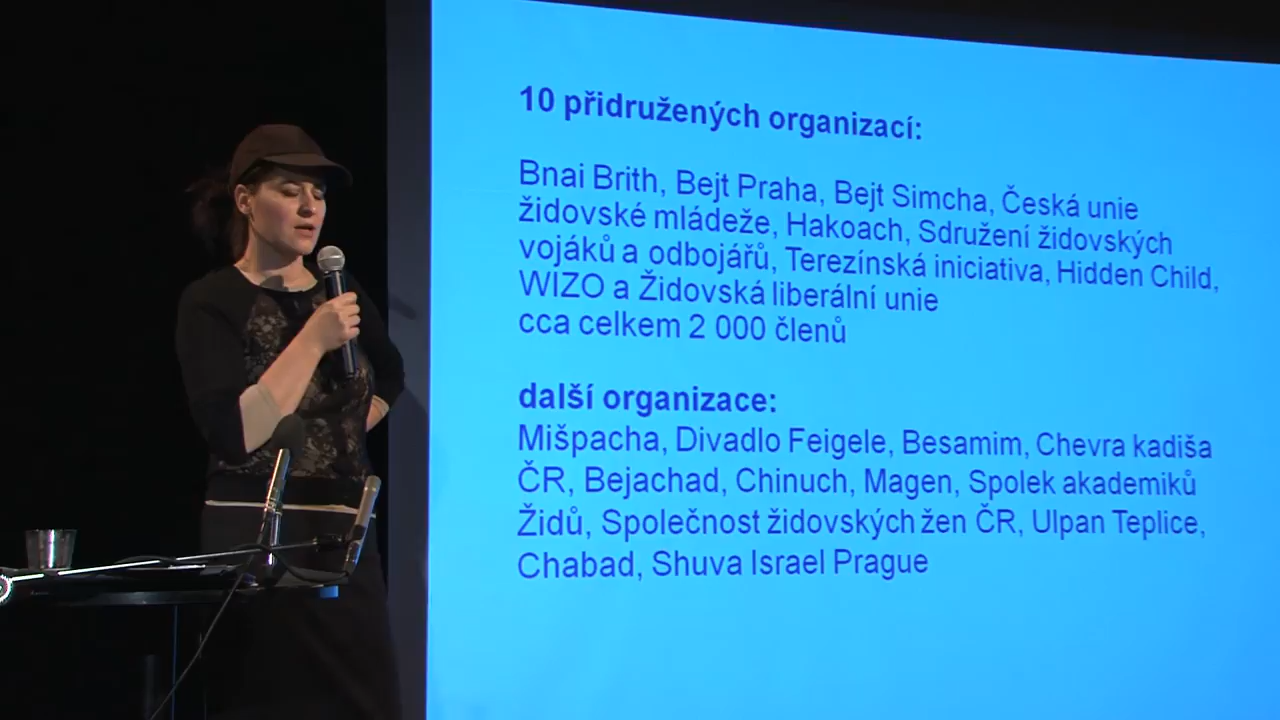 10 přidružených organizací:
Bnai Brith, Bejt Praha, Bejt Simcha, Česká unie
židovské mládeže, Hakoach, Sdružení židovských
vojáků a odbojářů, Terezínská iniciativa, Hidden Child,
WIZO a Židovská liberální unie
cca celkem 2 000 členů
další organizace:
Mišpacha, Divadlo Feigele, Besamim, Chevra kadiša
ČR, Bejachad, Chinuch, Magen, Spolek akademiků
Židů, Společnost židovských žen ČR, Ulpan Teplice,
Chabad, Shuva Israel Prague